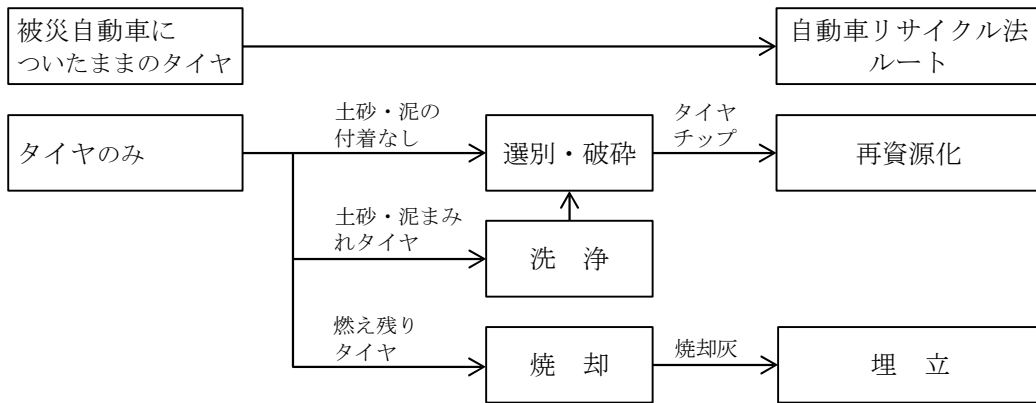 被災自動車に
ついたままのタイヤ
自動車リサイクル法
ルート
タイヤのみ
土砂・泥の
付着なし
選別・破砕
タイヤ
チップ
再資源化
土砂・泥まみ
れタイヤ
洗　浄
燃え残り
タイヤ
焼　却
焼却灰
埋　立